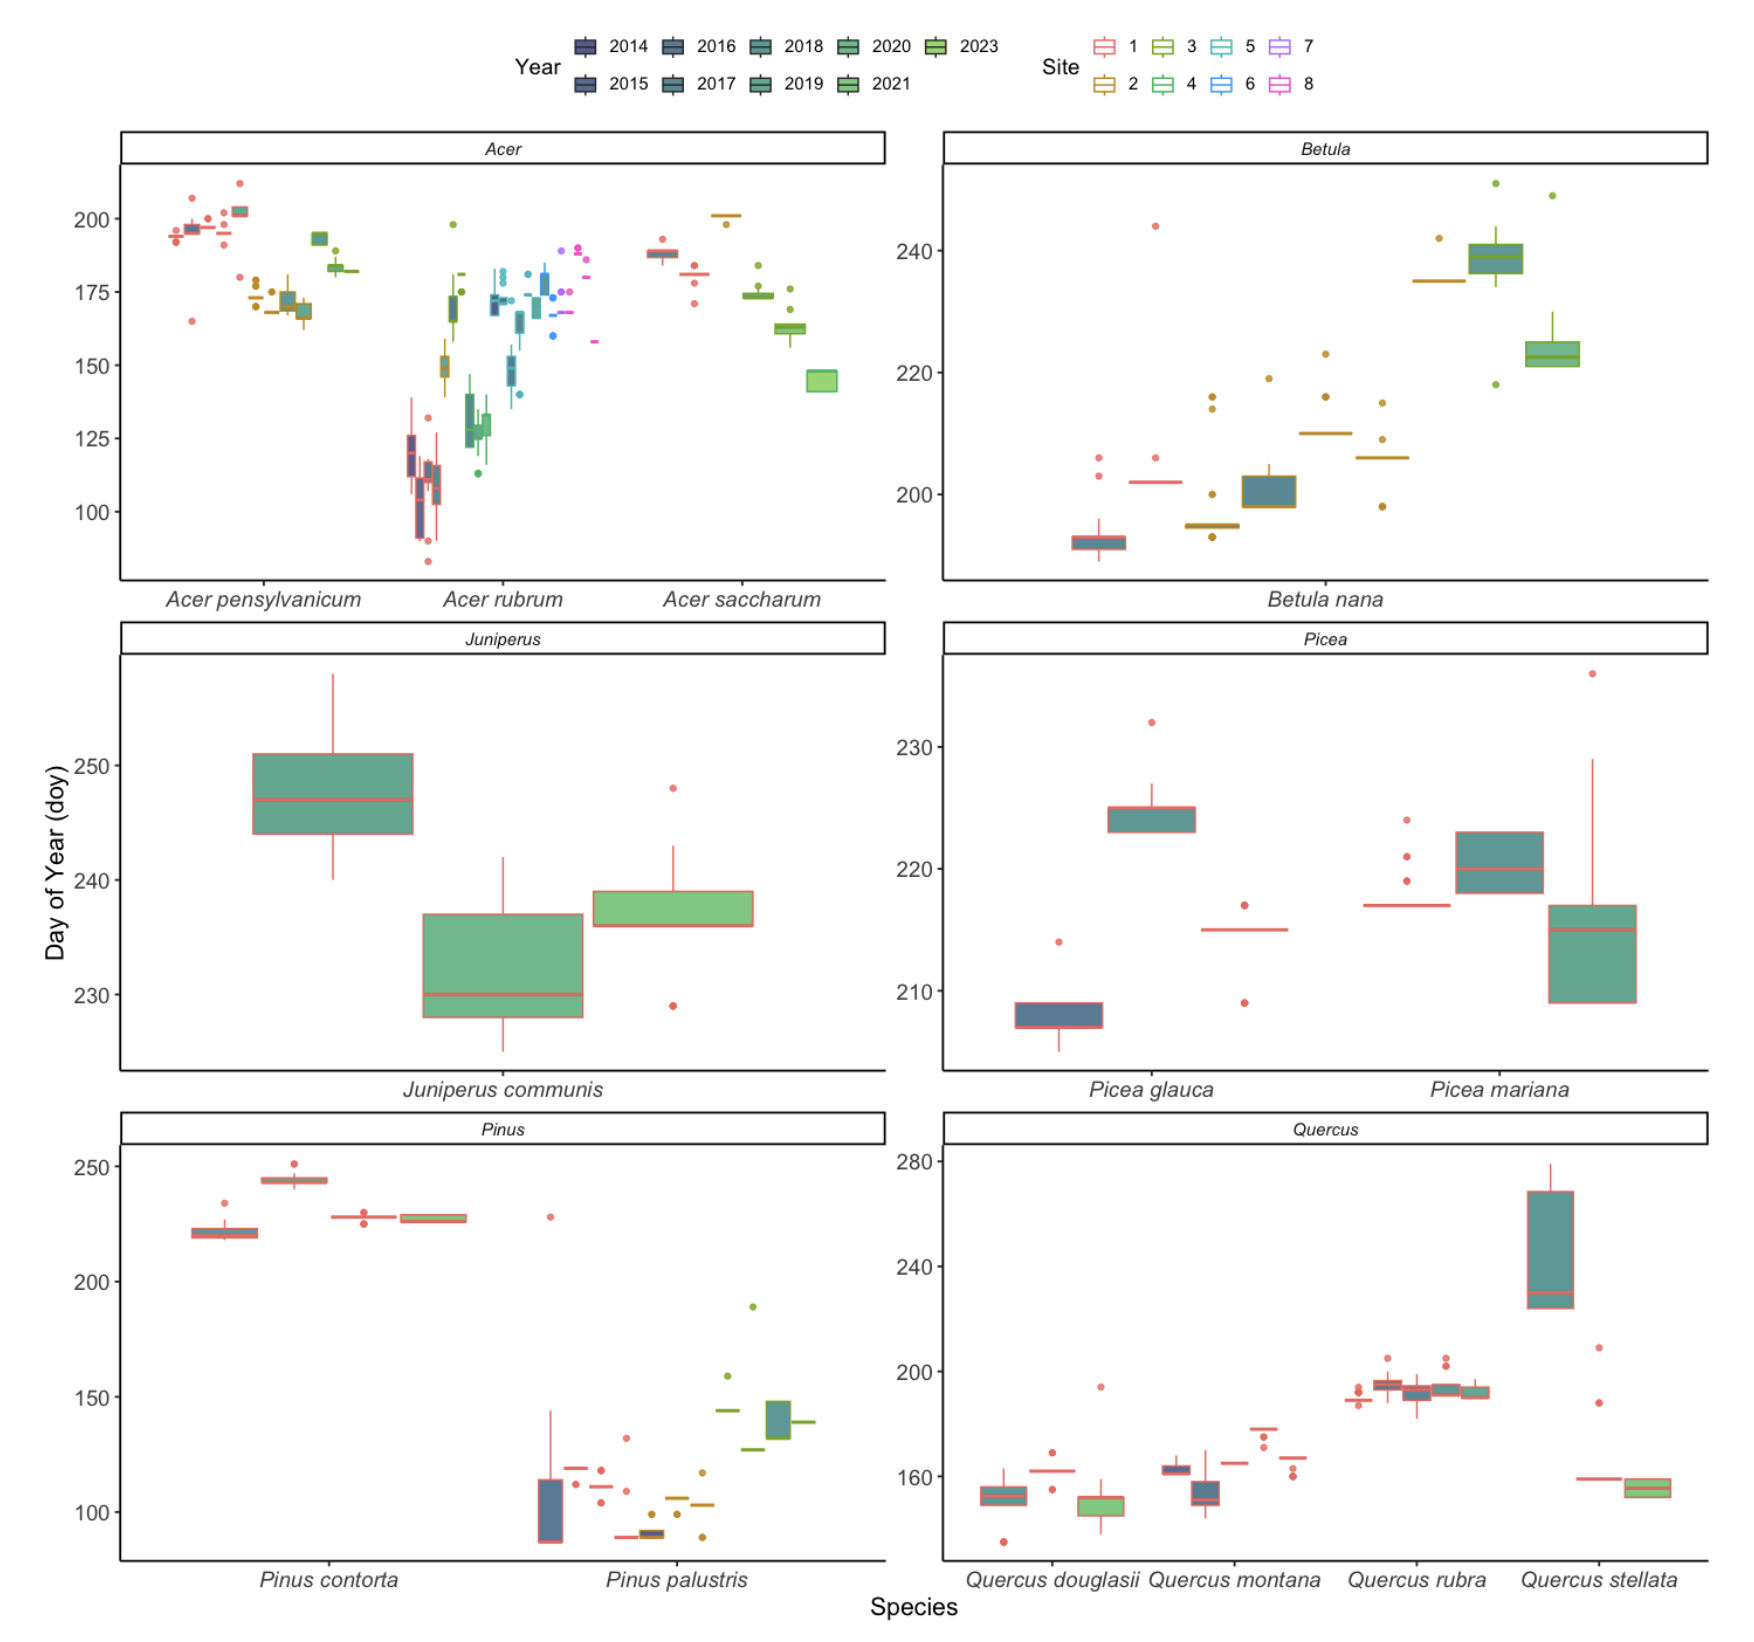 Year 2014 2016 2018 2020 2023
2015 2017 2019 2021
Site 1 3 5 7
2 4 6 8
Acer
200
175
150
125
100
Acer pensylvanicum Acer rubrum Acer saccharum
Betula
240
220
200
Betula nana
Juniperus
250
240
230
Juniperus communis
Picea
230
220
210
Picea glauca Picea mariana
Pinus
250
200
150
100
Pinus contorta Pinus palustris
Quercus
280
240
200
160
Quercus douglasii Quercus montana Quercus rubra Quercus stellata
Day of Year (doy)
Species